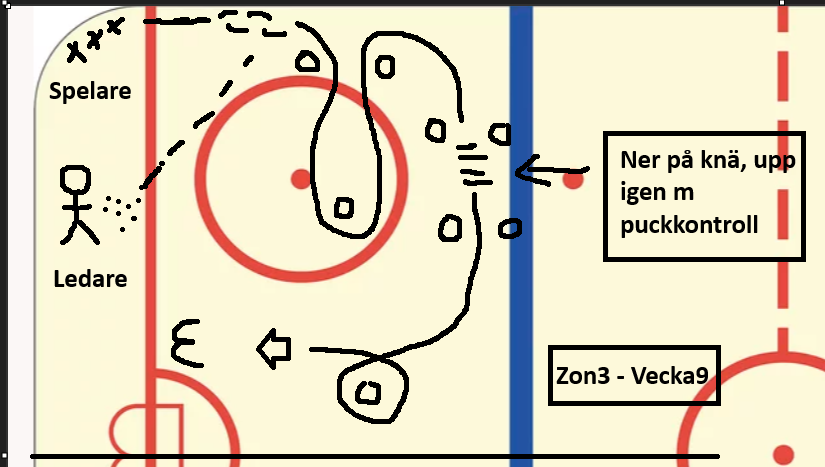 Spelare
Ner på knä, upp
igen m
puckkontroll
Ledare
Zon3 - Vecka9